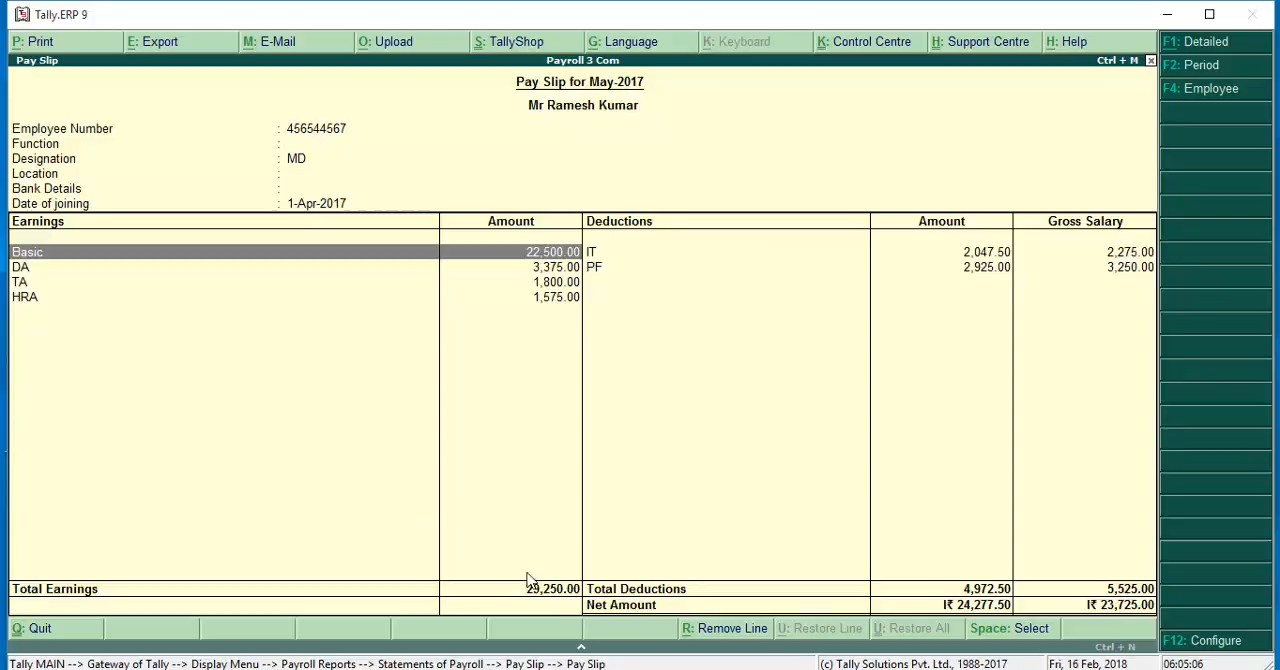 Tally.ERP 9
P: Print E: Export M: E-Mail O: Upload S: TallyShop G: Language K: Keyboard K: Control Centre H: Support Centre H: Help F1: Detailed
Pay Slip Payroll 3 Com Ctrl + M F2: Period
Pay Slip for May-2017 F4: Employee
Mr Ramesh Kumar
Employee Number : 456544567
Function :
Designation : MD
Location :
Bank Details :
Date of joining : 1-Apr-2017
Earnings Amount Deductions Amount Gross Salary
Basic 22,500.00 IT 2,047.50 2,275.00
DA 3,375.00 PF 2,925.00 3,250.00
TA 1,800.00
HRA 1,575.00
Total Earnings 29,250.00 Total Deductions 4,972.50 5,525.00
Net Amount I₹ 24,277.50 I₹ 23,725.00
Q: Quit R: Remove Line U: Restore Line U: Restore All Space: Select F12: Configure
Ctrl + N
Tally MAIN --> Gateway of Tally --> Display Menu --> Payroll Reports --> Statements of Payroll --> Pay Slip --> Pay Slip (c) Tally Solutions Pvt. Ltd., 1988-2017 Fri, 16 Feb, 2018 06:05:06